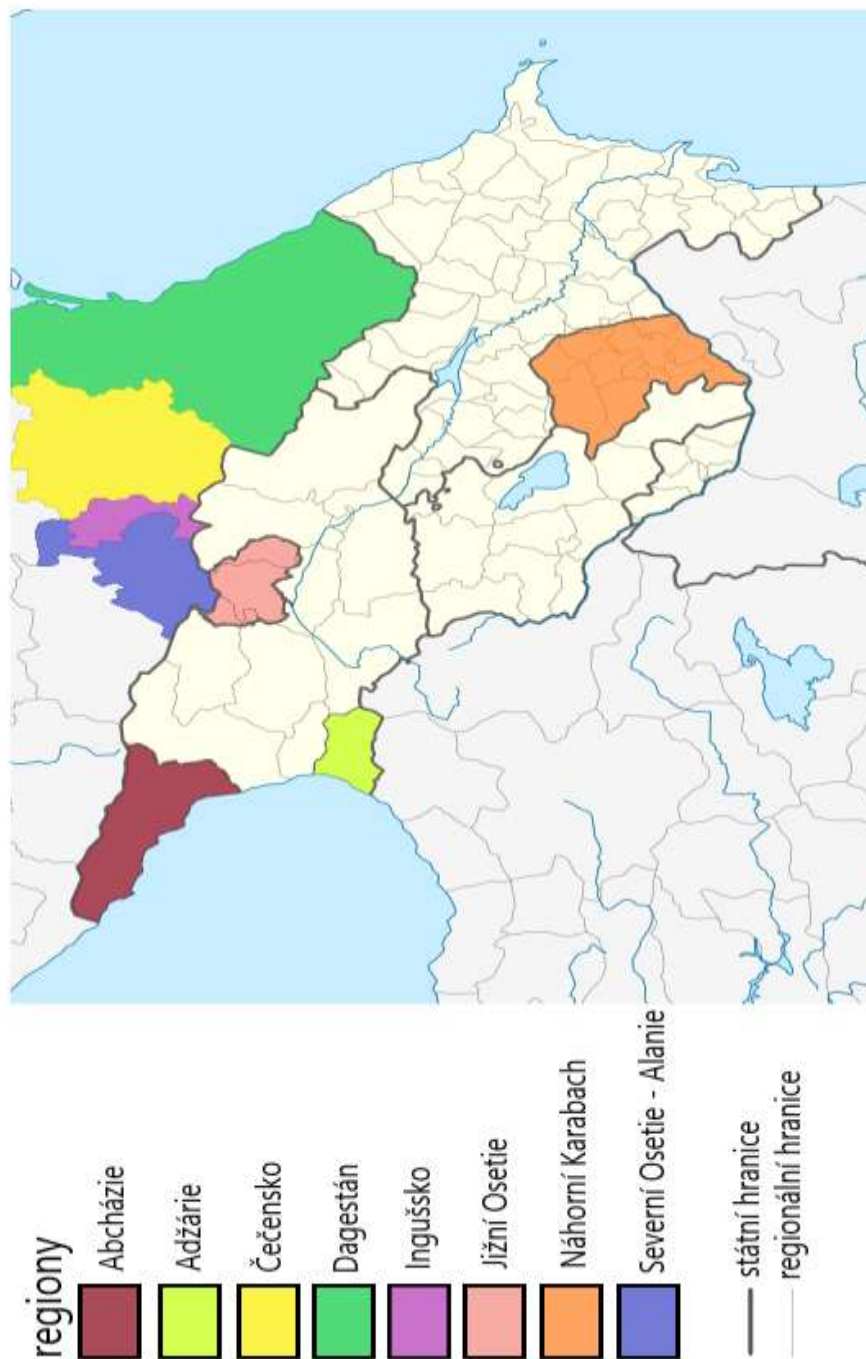 regiony
Abcházie
Adžárie
Čečensko
Dagestán
Ingušsko
Jižní Osetie
Náhorní Karabach
Severní Osetie - Alanie
státní hranice
regionální hranice